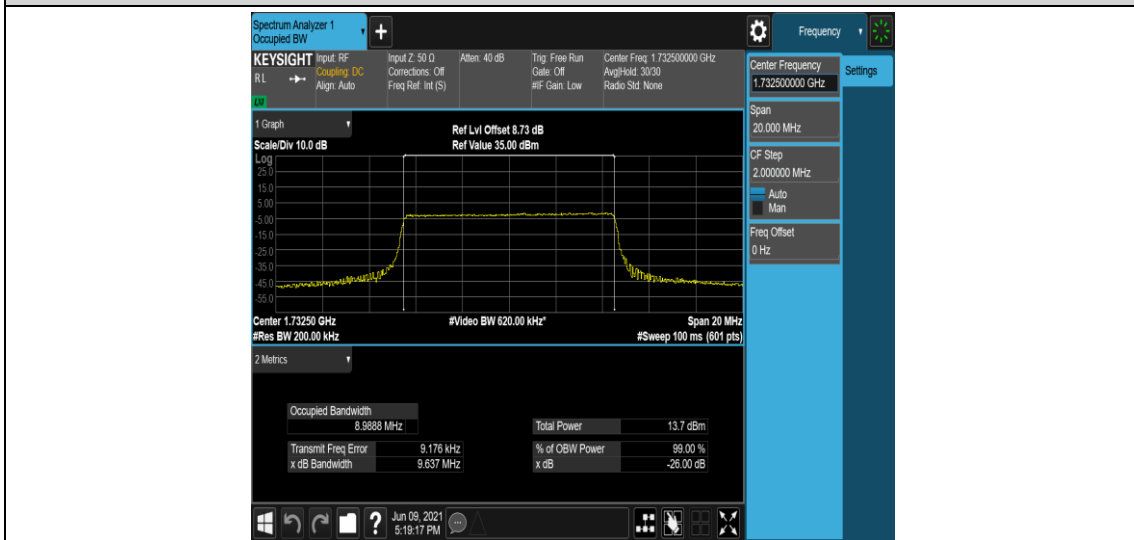 Spectrum Analyzer 1
Occupied BW
▼
+
Frequency
▼
KEYSIGHT
RL
LXI
Input: RF
Coupling: DC
Align: Auto
Input Z: 50 Ω
Corrections: Off
Freq Ref: Int (S)
Atten: 40 dB
Trig: Free Run
Gate: Off
#IF Gain: Low
Center Freq: 1.732500000 GHz
Avg|Hold: 30/30
Radio Std: None
Center Frequency
1.732500000 GHz
Settings
Span
20.000 MHz
CF Step
2.000000 MHz
Auto
Man
Freq Offset
0 Hz
1 Graph
▼
Scale/Div 10.0 dB
Ref Lvl Offset 8.73 dB
Ref Value 35.00 dBm
Log
25.0
15.0
5.00
-5.00
-15.0
-25.0
-35.0
-45.0
-55.0
Center 1.73250 GHz
#Video BW 620.00 kHz*
Span 20 MHz
#Res BW 200.00 kHz
#Sweep 100 ms (601 pts)
2 Metrics
▼
Occupied Bandwidth
8.9888 MHz
Total Power 13.7 dBm
Transmit Freq Error 9.176 kHz
% of OBW Power 99.00 %
x dB Bandwidth 9.637 MHz
x dB -26.00 dB
?
Jun 09, 2021
5:19:17 PM